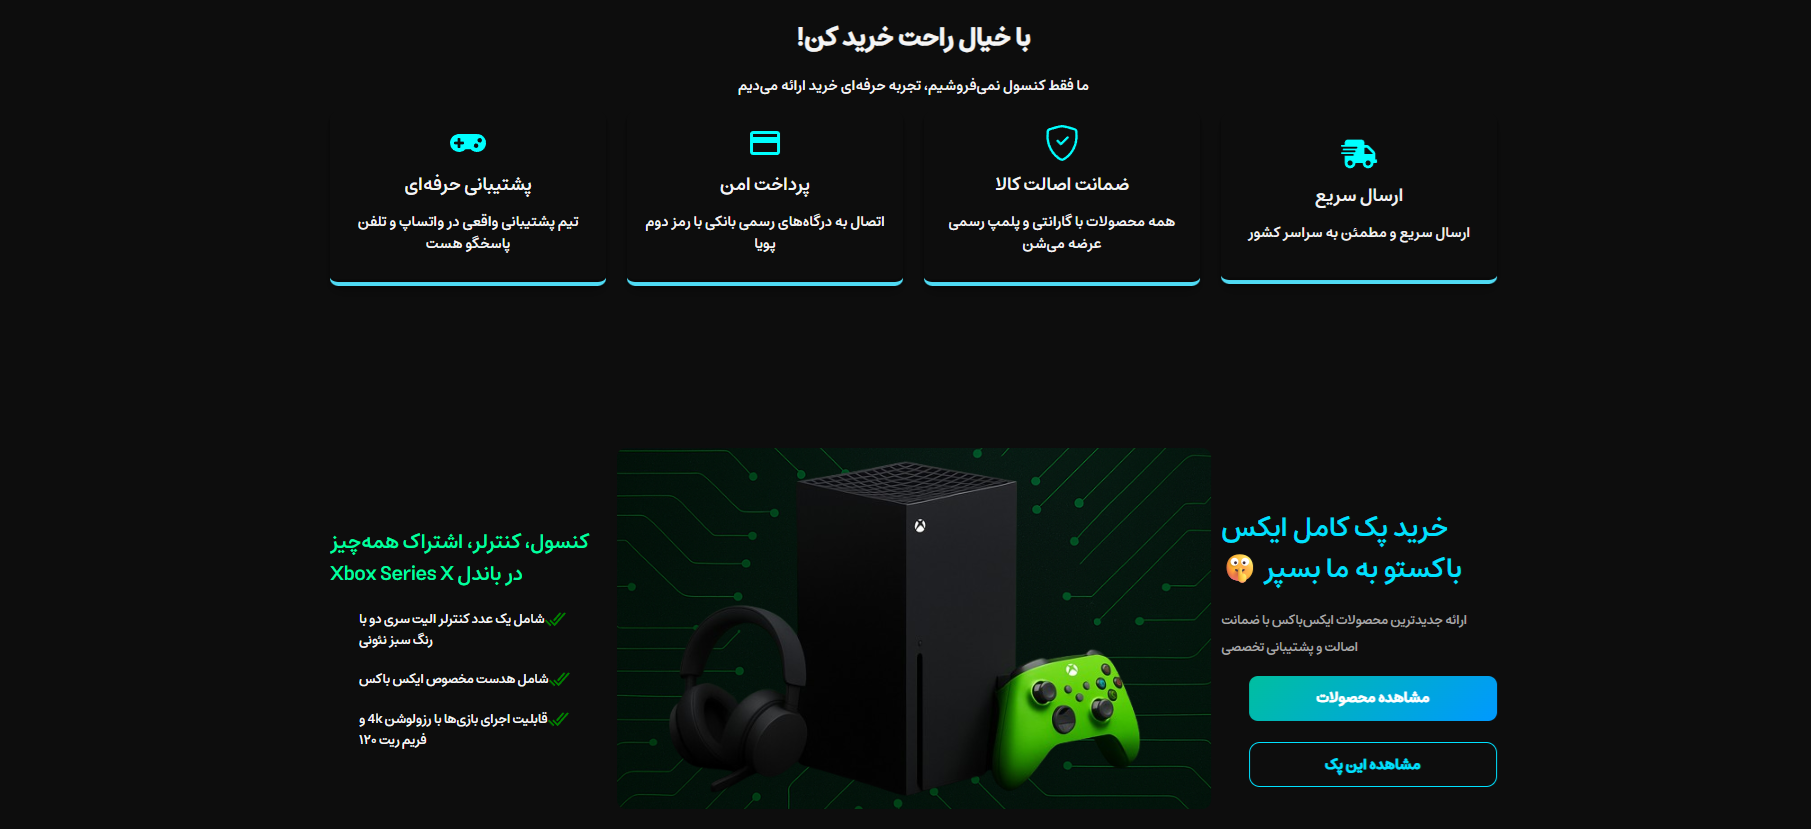 با خیال راحت خرید کن!
ما فقط کنسول نمی‌فروشیم، تجربه حرفه‌ای خرید ارائه می‌دیم
ارسال سریع
ارسال سریع و مطمئن به سراسر کشور
ضمانت اصالت کالا
همه محصولات با گارانتی و پلمپ رسمی
عرضه می‌شن
پرداخت امن
اتصال به درگاه‌های رسمی بانکی با رمز دوم
پویا
پشتیبانی حرفه‌ای
تیم پشتیبانی واقعی در واتساپ و تلفن
پاسخگو هست
خرید پک کامل ایکس
باکستو به ما بسپر 🤫
ارائه جدیدترین محصولات ایکس‌باکس با ضمانت
اصالت و پشتیبانی تخصصی
مشاهده محصولات
مشاهده این پک
کنسول، کنترلر، اشتراک همه‌چیز
در باندل Xbox Series X
شامل یک عدد کنترلر الیت سری دو با
رنگ سبز نئونی
شامل هدست مخصوص ایکس باکس
قابلیت اجرای بازی‌ها با رزولوشن 4k و
فریم ریت ۱۲۰